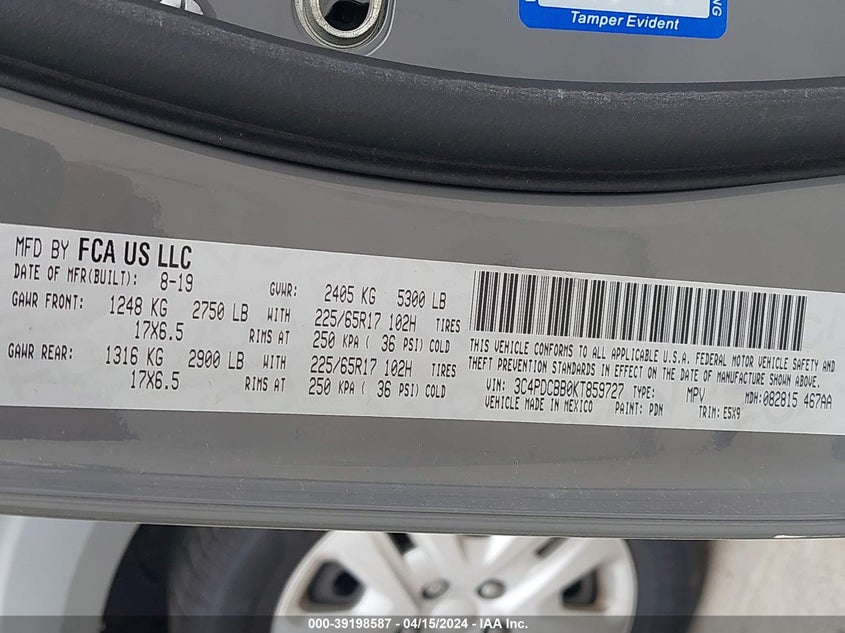 NG
Tamper Evident
MFD BY FCA US LLC
DATE OF MFR(BUILT): 8-19 GVWR: 2405 KG 5300 LB
GAWR FRONT: 1248 KG 2750 LB WITH 225/65R17 102H TIRES
17X6.5 RIMS AT 250 KPA ( 36 PSI) COLD
GAWR REAR: 1316 KG 2900 LB WITH 225/65R17 102H TIRES
17X6.5 RIMS AT 250 KPA ( 36 PSI) COLD
THIS VEHICLE CONFORMS TO ALL APPLICABLE U.S.A. FEDERAL MOTOR VEHICLE SAFETY AND
THEFT PREVENTION STANDARDS IN EFFECT ON THE DATE OF MANUFACTURE SHOWN ABOVE.
VIN: 3C4PDCBB0KT859727 TYPE: MPV MDH: 082815 467AA
VEHICLE MADE IN MEXICO PAINT: PDN TRIM: E5X9
000-39198587 - 04/15/2024 - IAA Inc.